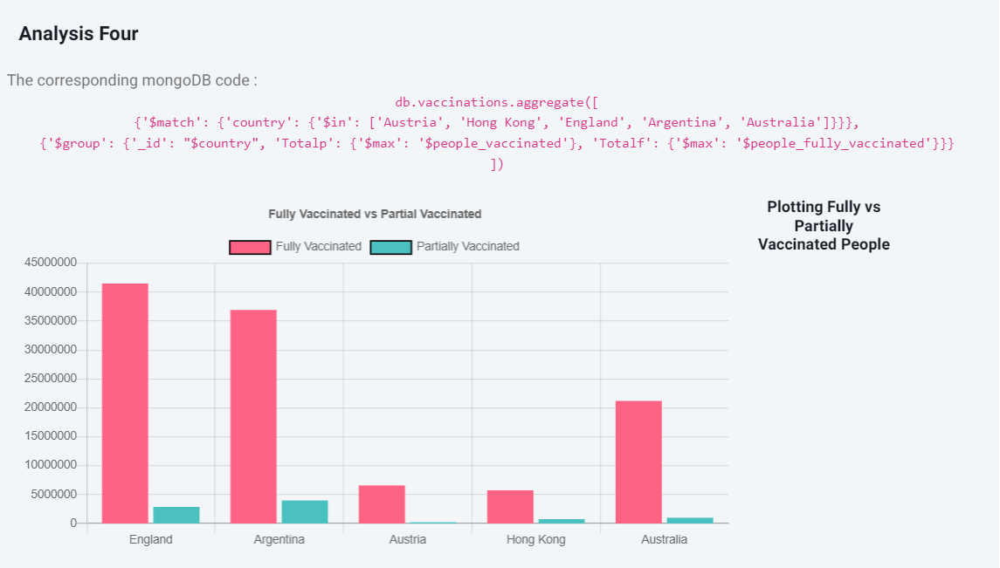 Analysis Four
The corresponding mongoDB code :
db.vaccinations.aggregate([
{'$match': {'country': {'$in': ['Austria', 'Hong Kong', 'England', 'Argentina', 'Australia']}}},
{'$group': {'_id': "$country", 'Totalp': {'$max': '$people_vaccinated'}, 'Totalf': {'$max': '$people_fully_vaccinated'}}}
])
Fully Vaccinated vs Partial Vaccinated
Fully Vaccinated Partially Vaccinated
45000000
40000000
35000000
30000000
25000000
20000000
15000000
10000000
5000000
0
England Argentina Austria Hong Kong Australia
Plotting Fully vs
Partially
Vaccinated People